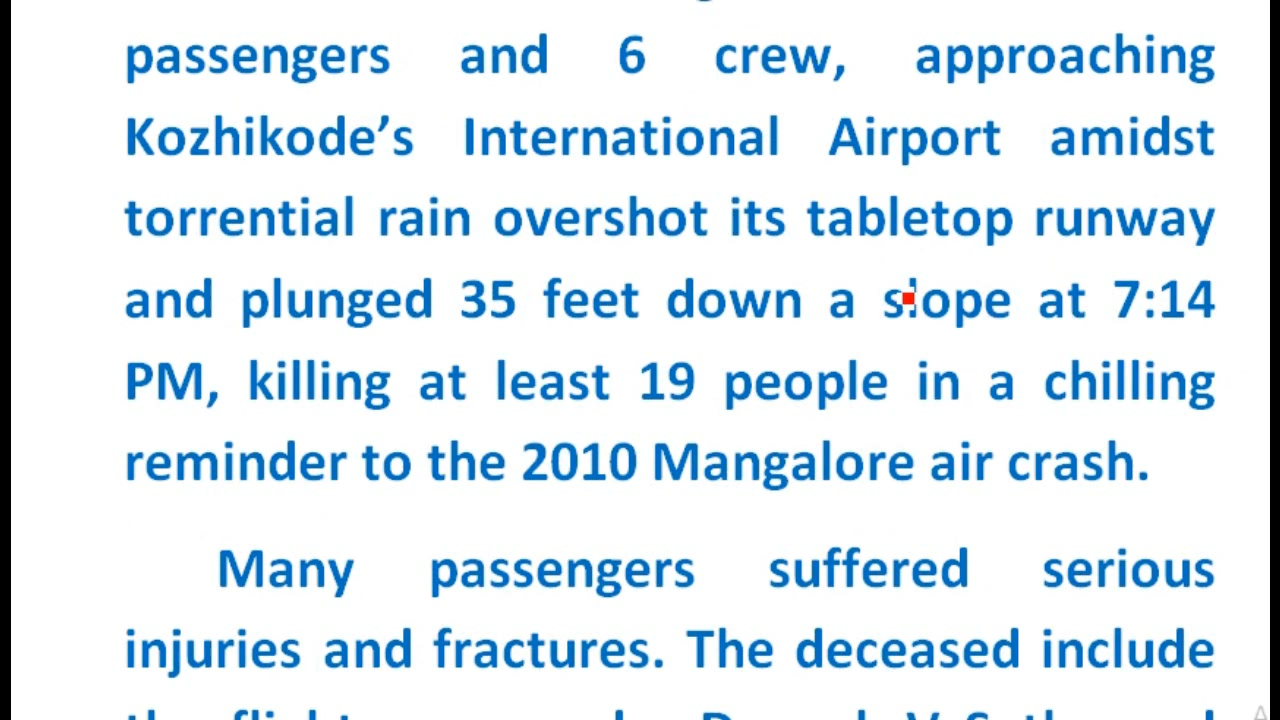 passengers and 6 crew, approaching
Kozhikode’s International Airport amidst
torrential rain overshot its tabletop runway
and plunged 35 feet down a slope at 7:14
PM, killing at least 19 people in a chilling
reminder to the 2010 Mangalore air crash.
Many passengers suffered serious
injuries and fractures. The deceased include